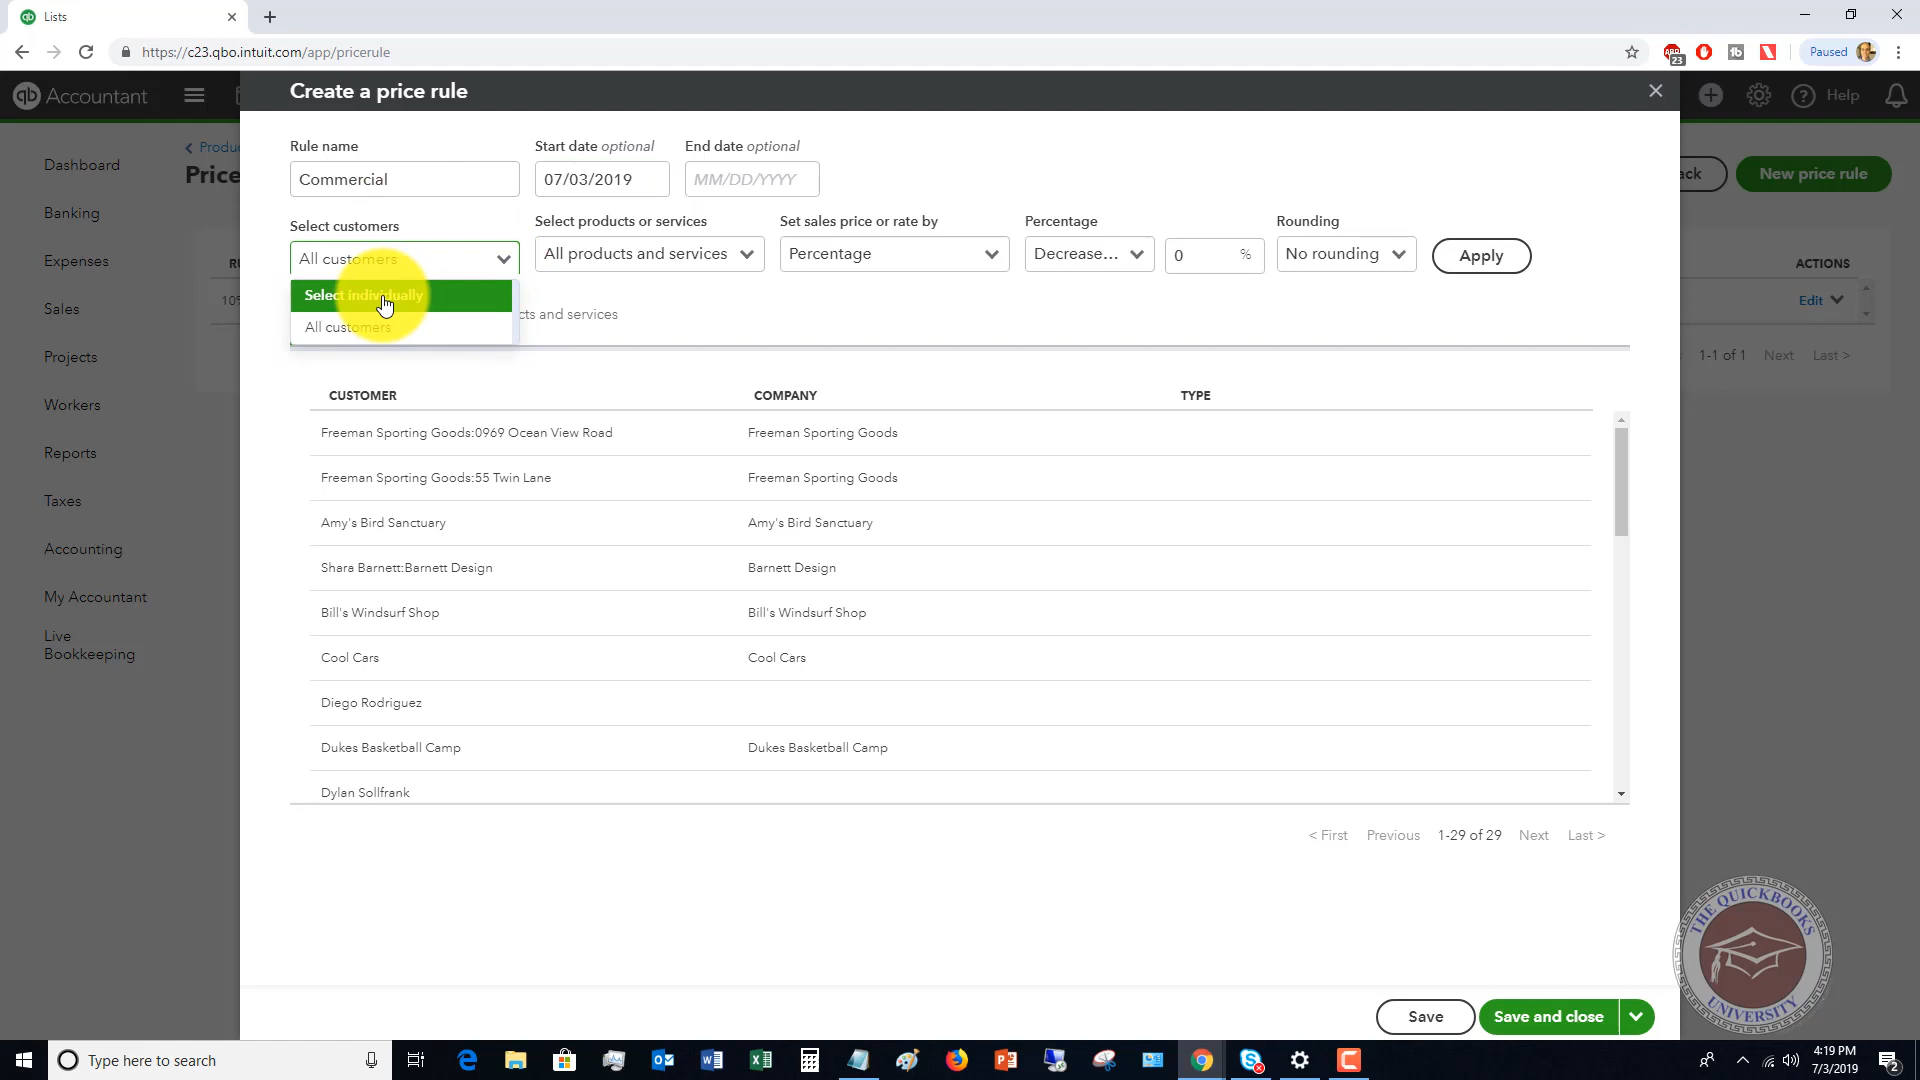 Lists
https://c23.qbo.intuit.com/app/pricerule
23
Paused
qb Accountant
Create a price rule
Help
Dashboard
Banking
Expenses
Sales
Projects
Workers
Reports
Taxes
Accounting
My Accountant
Live
Bookkeeping
Produ
Price
ack
New price rule
Rule name
Start date optional
End date optional
Commercial
07/03/2019
MM/DD/YYYY
Select customers
Select products or services
Set sales price or rate by
Percentage
Rounding
All customers
All products and services
Percentage
Decrease...
0
%
No rounding
Apply
Select individually
All customers
cts and services
RU
10%
ACTIONS
Edit
1-1 of 1
Next
Last >
CUSTOMER
COMPANY
TYPE
Freeman Sporting Goods:0969 Ocean View Road
Freeman Sporting Goods
Freeman Sporting Goods:55 Twin Lane
Freeman Sporting Goods
Amy's Bird Sanctuary
Amy's Bird Sanctuary
Shara Barnett:Barnett Design
Barnett Design
Bill's Windsurf Shop
Bill's Windsurf Shop
Cool Cars
Cool Cars
Diego Rodriguez
Dukes Basketball Camp
Dukes Basketball Camp
Dylan Sollfrank
< First
Previous
1-29 of 29
Next
Last >
Save
Save and close
THE QUICKBOOKS
UNIVERSITY
Type here to search
4:19 PM
7/3/2019
2